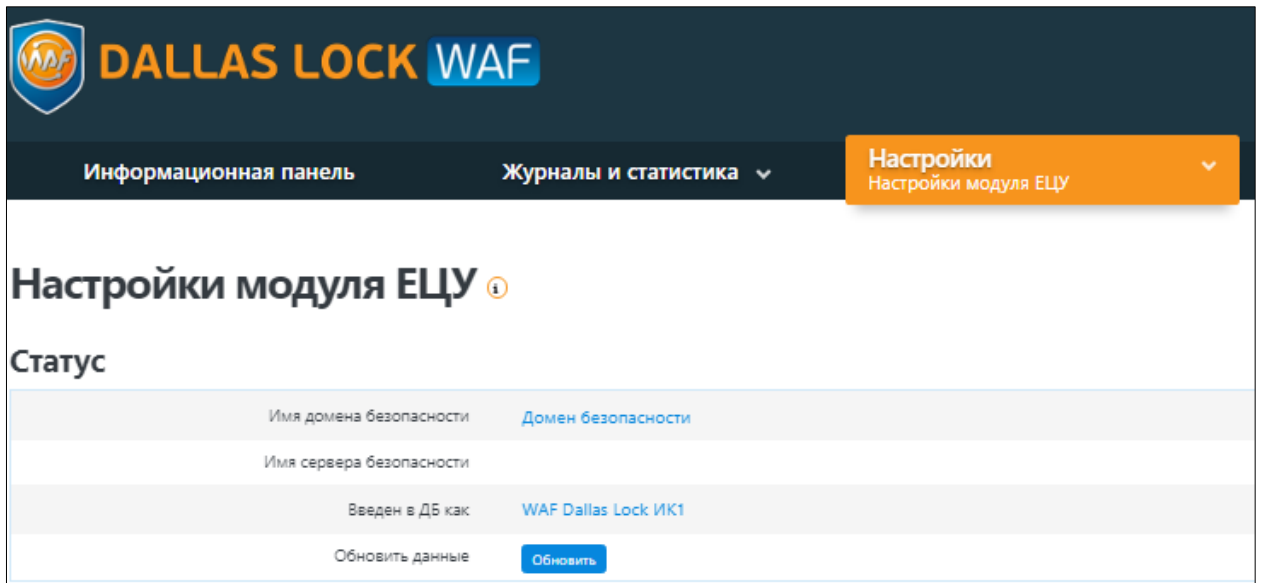 WAF
DALLAS LOCK WAF
Информационная панель
Журналы и статистика
Настройки
Настройки модуля ЕЦУ
Настройки модуля ЕЦУ i
Статус
Имя домена безопасности Домен безопасности
Имя сервера безопасности
Введен в ДБ как WAF Dallas Lock ИК1
Обновить данные Обновить